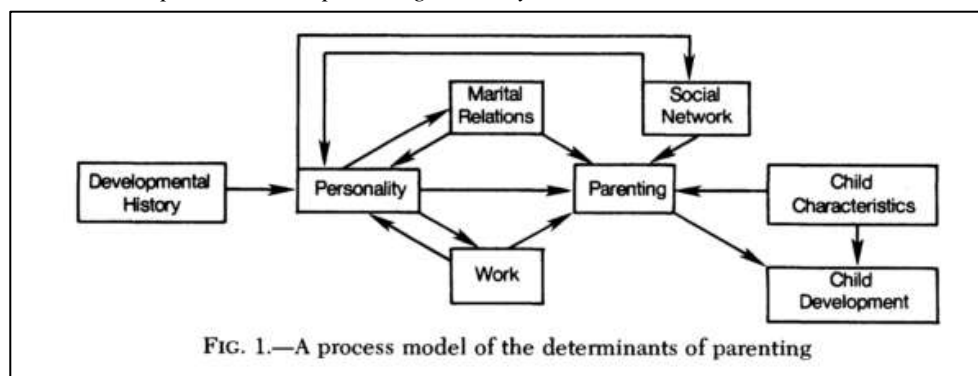 Marital
Relations
Social
Network
Developmental
History
Personality
Parenting
Child
Characteristics
Work
Child
Development
FIG. 1.—A process model of the determinants of parenting